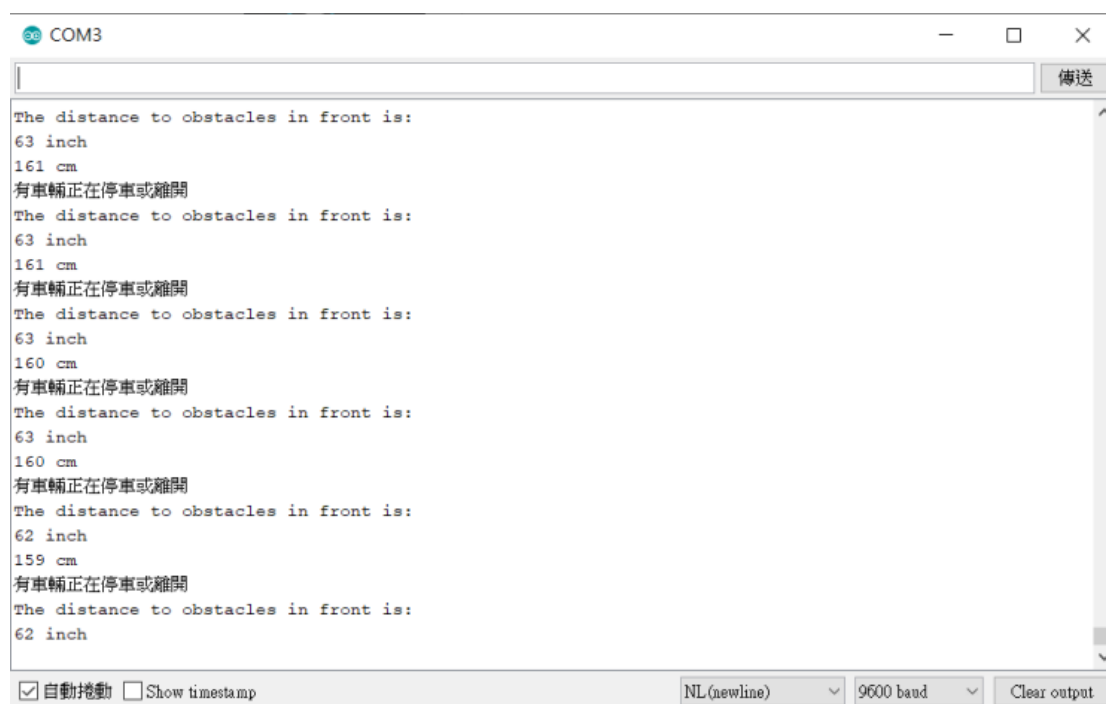 COM3
傳送
The distance to obstacles in front is:
63 inch
161 cm
有車輛正在停車或離開
The distance to obstacles in front is:
63 inch
161 cm
有車輛正在停車或離開
The distance to obstacles in front is:
63 inch
160 cm
有車輛正在停車或離開
The distance to obstacles in front is:
63 inch
160 cm
有車輛正在停車或離開
The distance to obstacles in front is:
62 inch
159 cm
有車輛正在停車或離開
The distance to obstacles in front is:
62 inch
自動捲動 Show timestamp NL(newline) 9600 baud Clear output